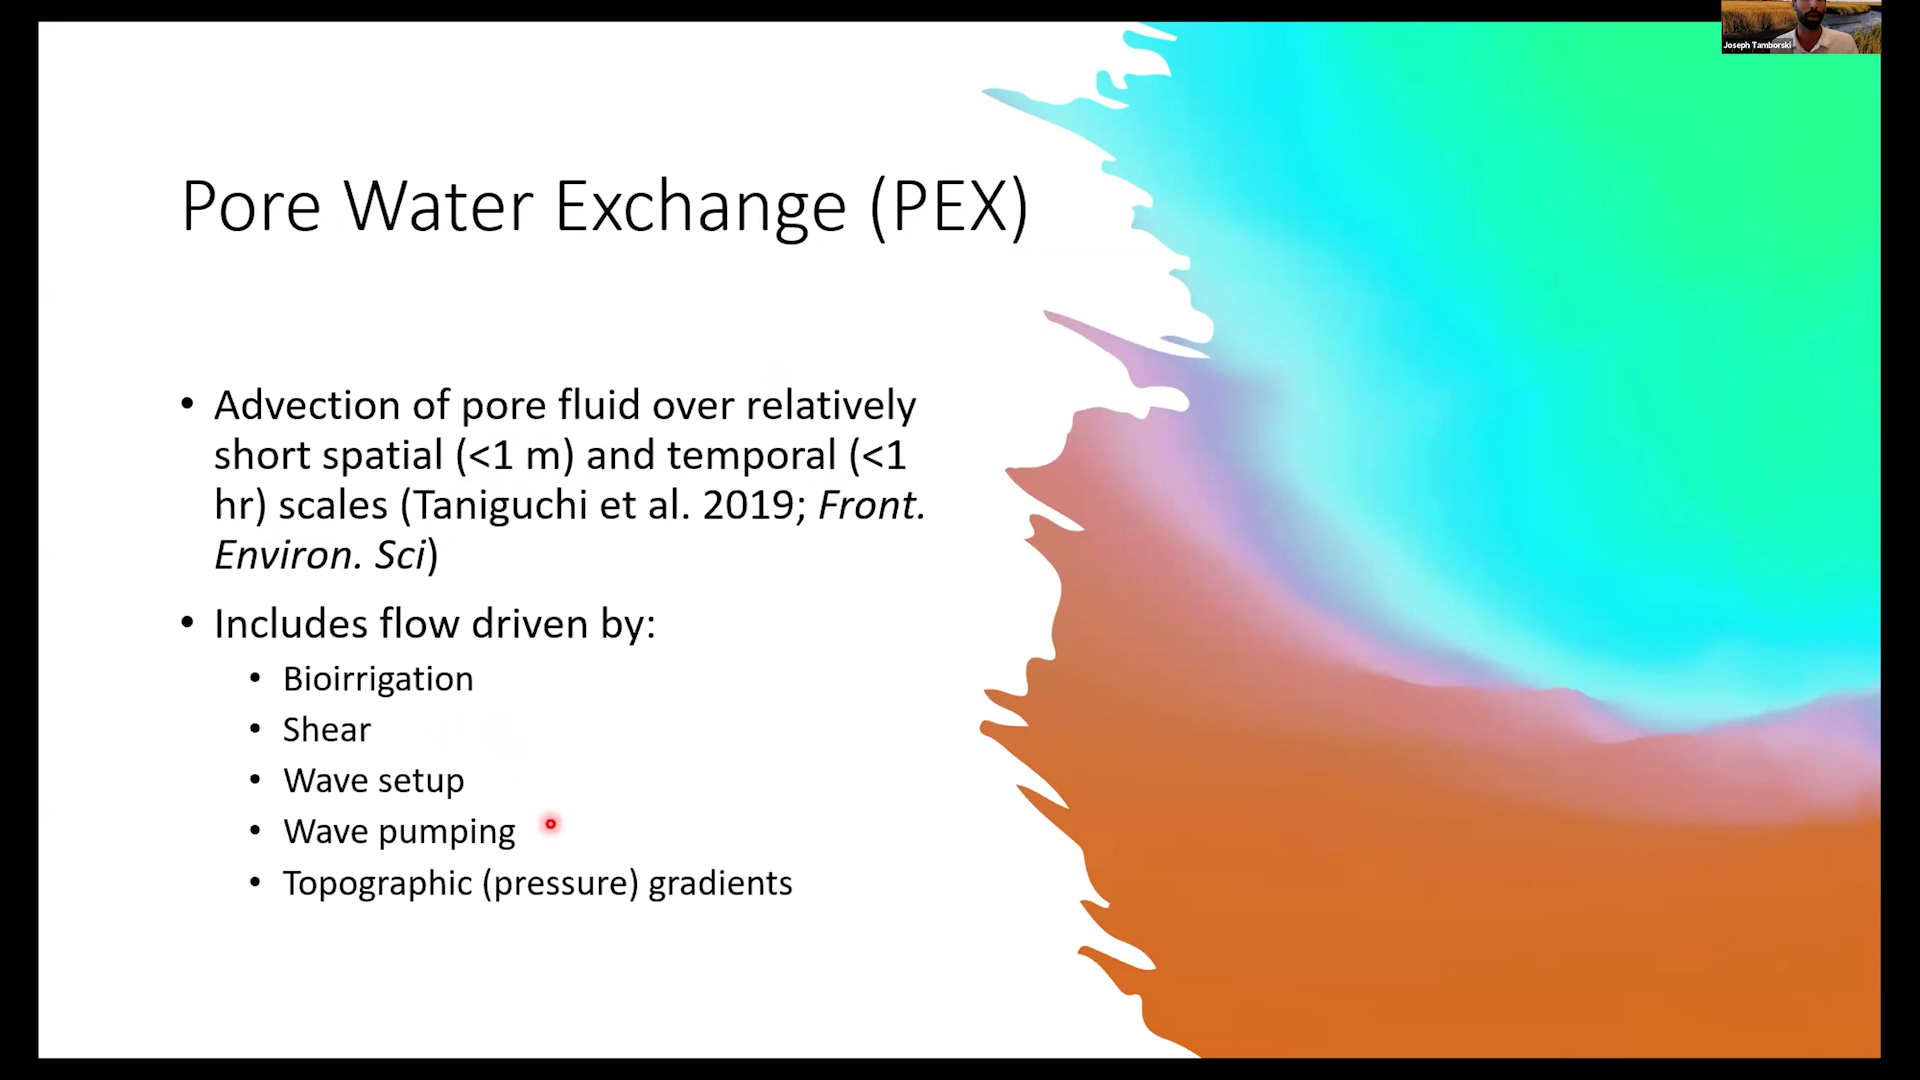 Joseph Tamborski
Pore Water Exchange (PEX)
• Advection of pore fluid over relatively
short spatial (<1 m) and temporal (<1
hr) scales (Taniguchi et al. 2019; Front.
Environ. Sci)
• Includes flow driven by:
• Bioirrigation
• Shear
• Wave setup
• Wave pumping
• Topographic (pressure) gradients